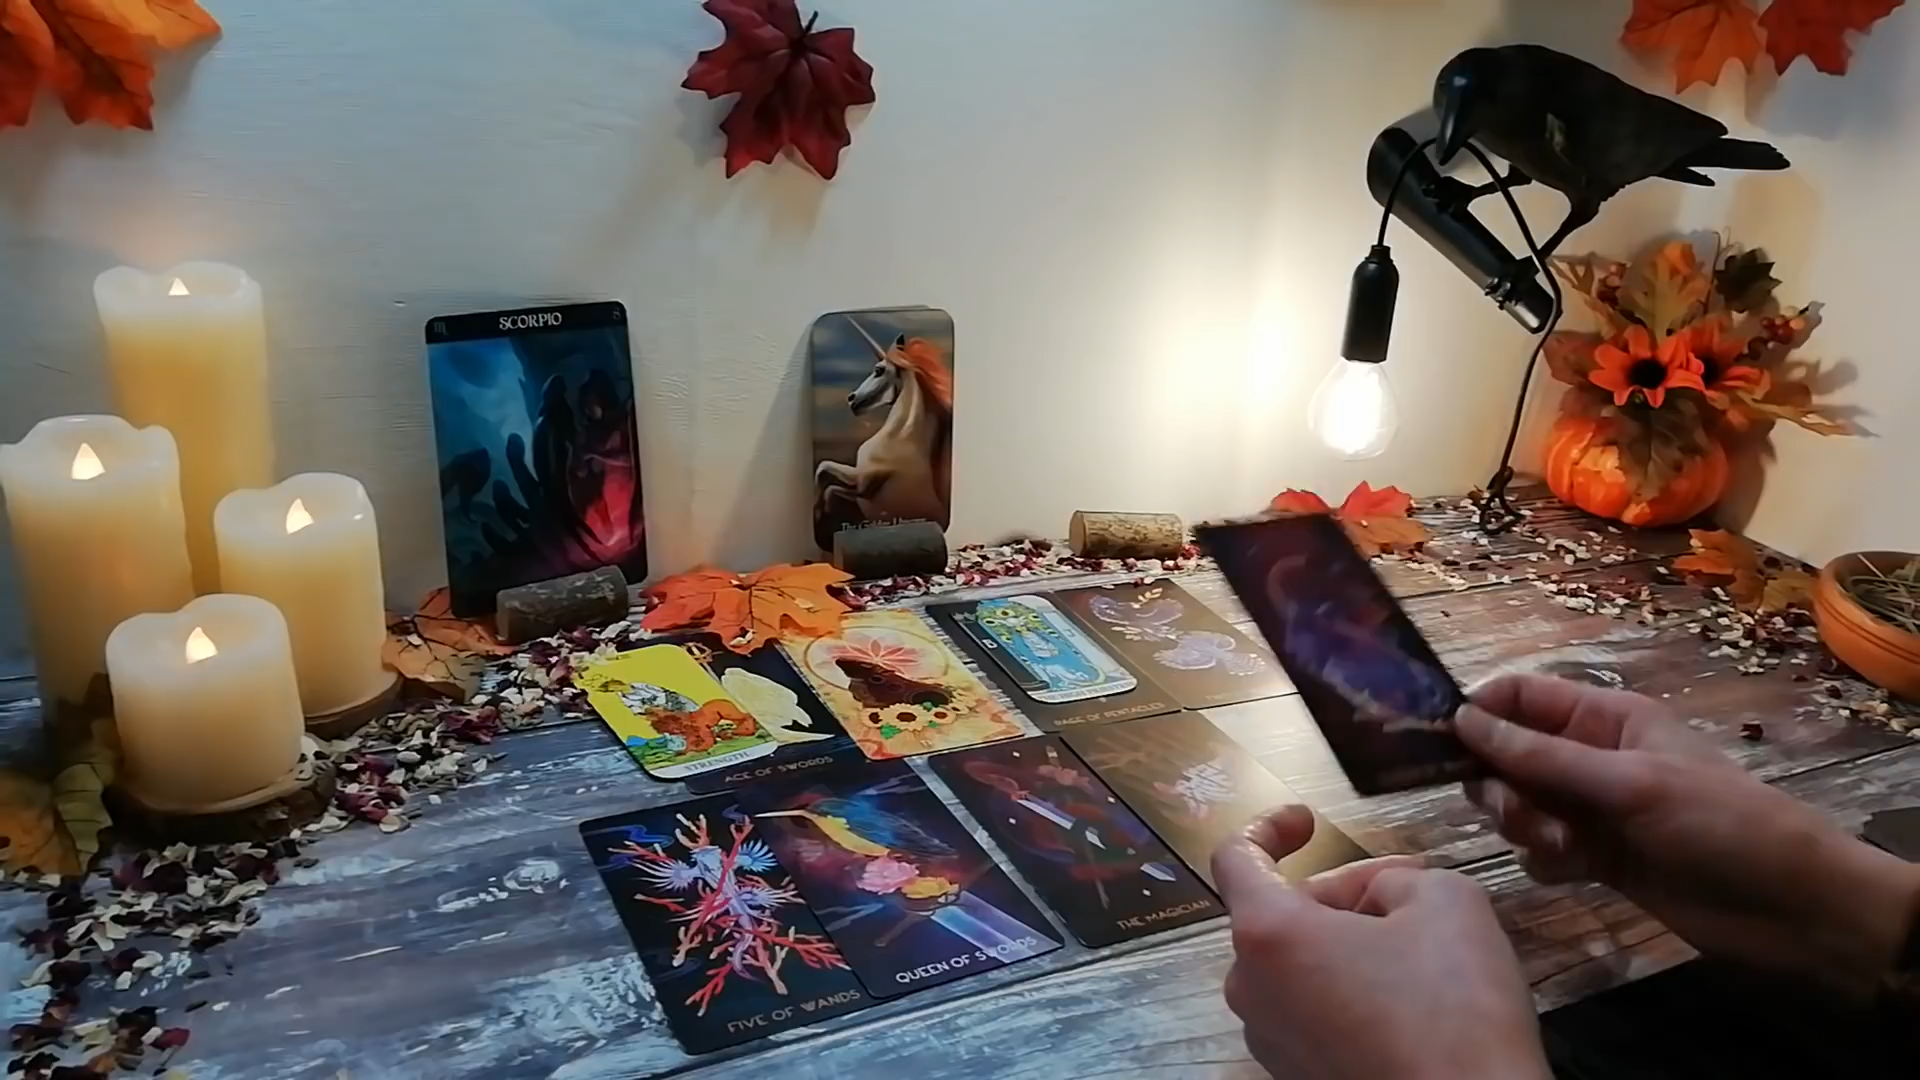 SCORPIO
STRENGTH
ACE OF SWORDS
PAGE OF PENTACLES
FIVE OF WANDS
QUEEN OF SWORDS
THE MAGICIAN